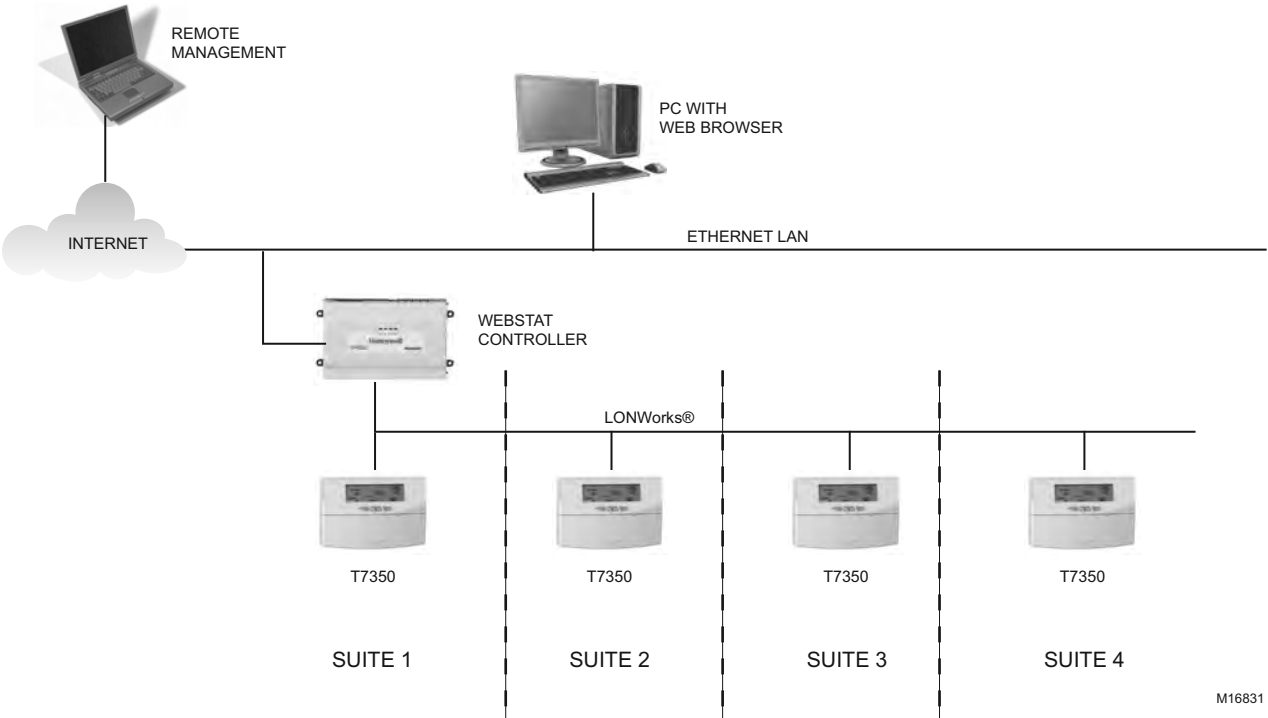 REMOTE
MANAGEMENT
PC WITH
WEB BROWSER
INTERNET
ETHERNET LAN
WEBSTAT
CONTROLLER
Honeywell
LONWorks®
T7350
T7350
T7350
T7350
SUITE 1
SUITE 2
SUITE 3
SUITE 4
M16831